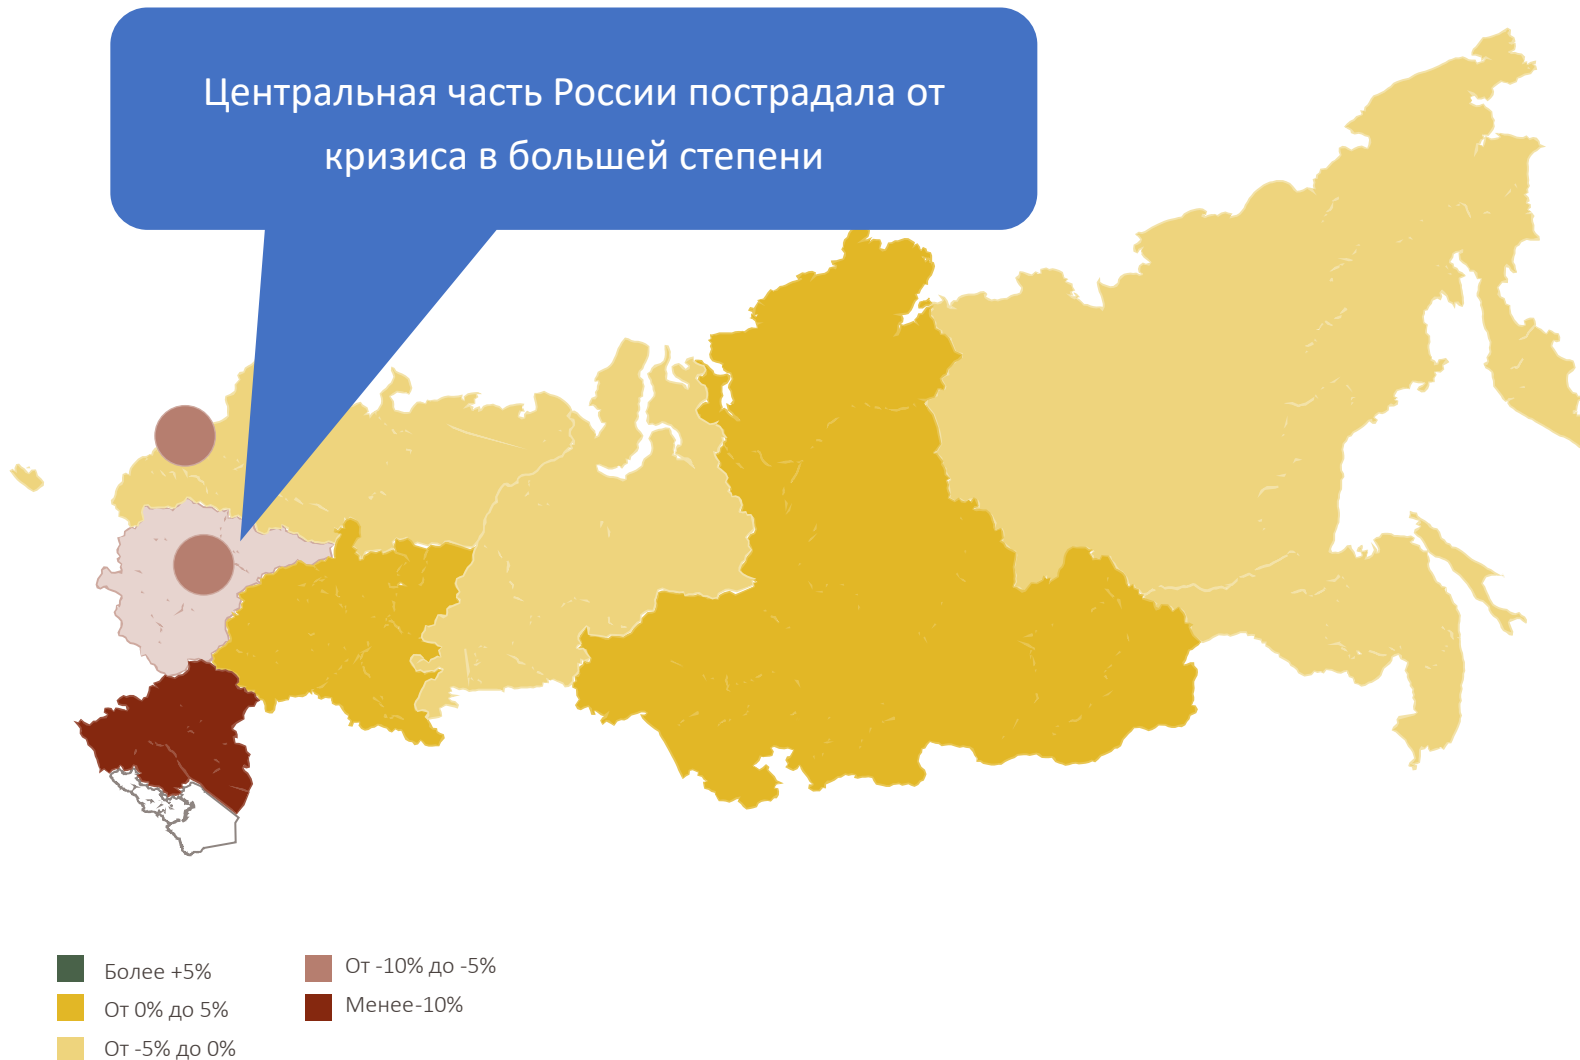 Центральная часть России пострадала от
кризиса в большей степени
Более +5%
От 0% до 5%
От -5% до 0%
От -10% до -5%
Менее-10%